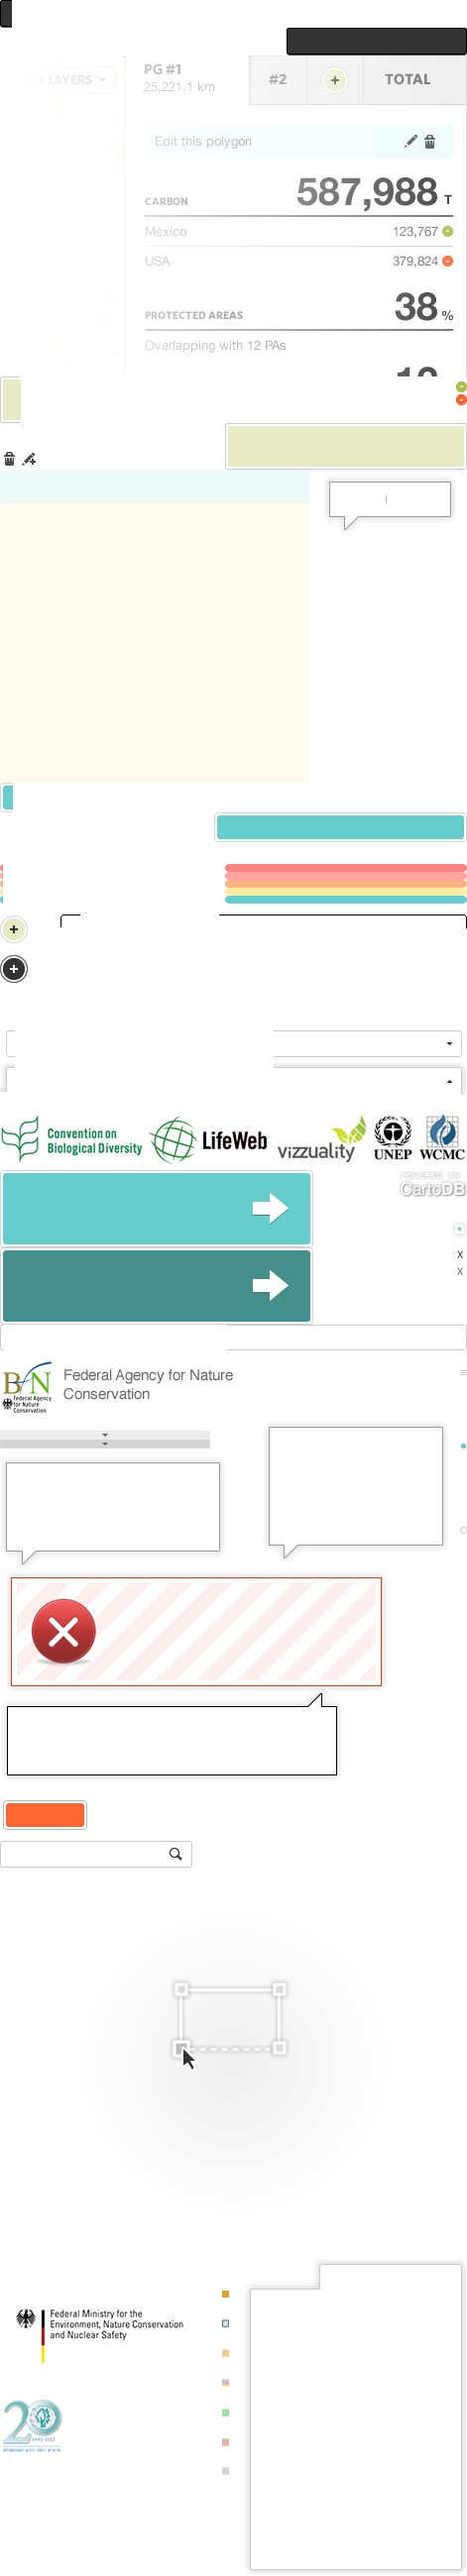 LAYERS
PG #1
25,221.1 km
#2
TOTAL
Edit this polygon
CARBON
587,988 T
México
123,767
USA
379,824
PROTECTED AREAS
38 %
Overlapping with 12 PAs
Convention on
Biological Diversity
LifeWeb
vizzuality
UNEP
WCMC
POWERED BY
CartoDB
X
X
BfN
Federal Agency
for Nature
Conservation
Federal Agency for Nature
Conservation
Federal Ministry for the
Environment, Nature Conservation
and Nuclear Safety
20